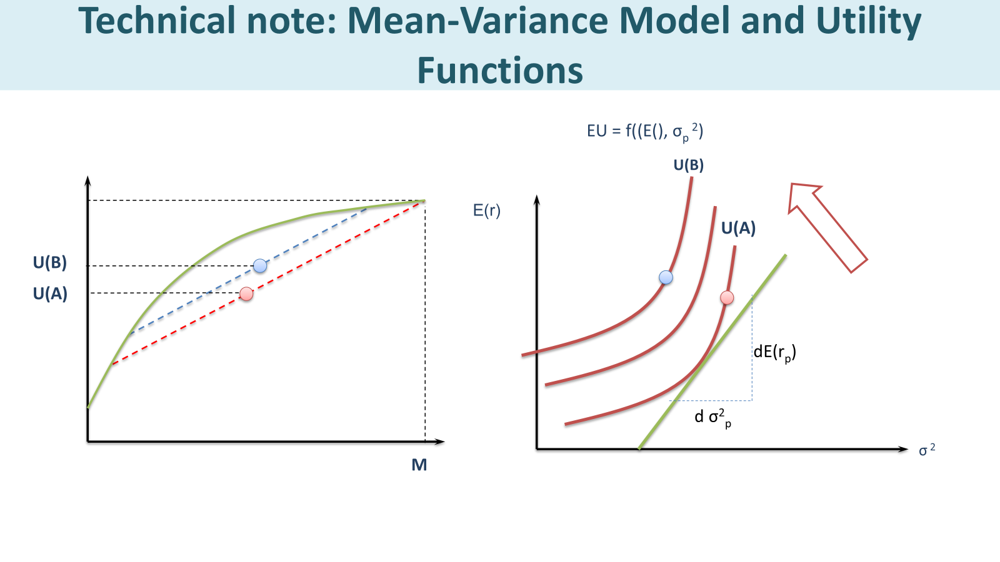 Technical note: Mean-Variance Model and Utility
Functions
EU = f((E(), σp 2)
U(B)
E(r)
U(A)
U(B)
U(A)
dE(rp)
d σ2p
σ 2
M